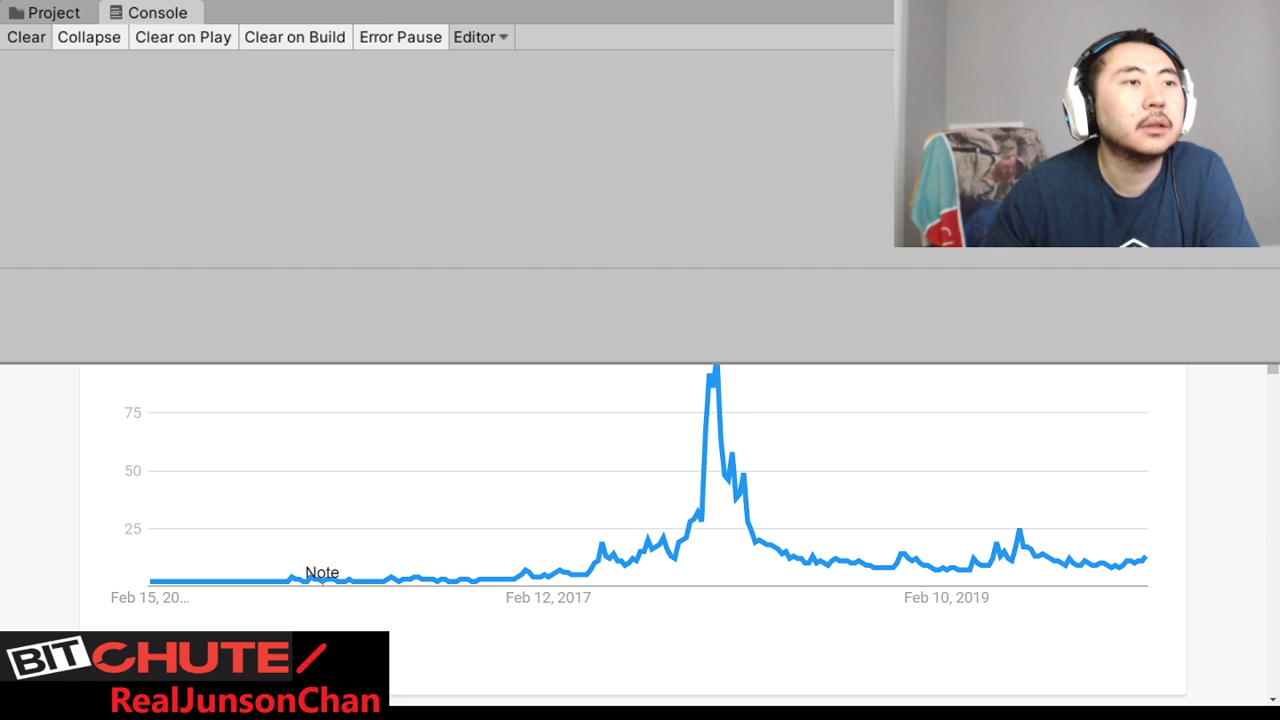 Project Console
Clear Collapse Clear on Play Clear on Build Error Pause Editor
75
50
25
Note
Feb 15, 20... Feb 12, 2017 Feb 10, 2019
BITCHUTE/
RealJunsonChan